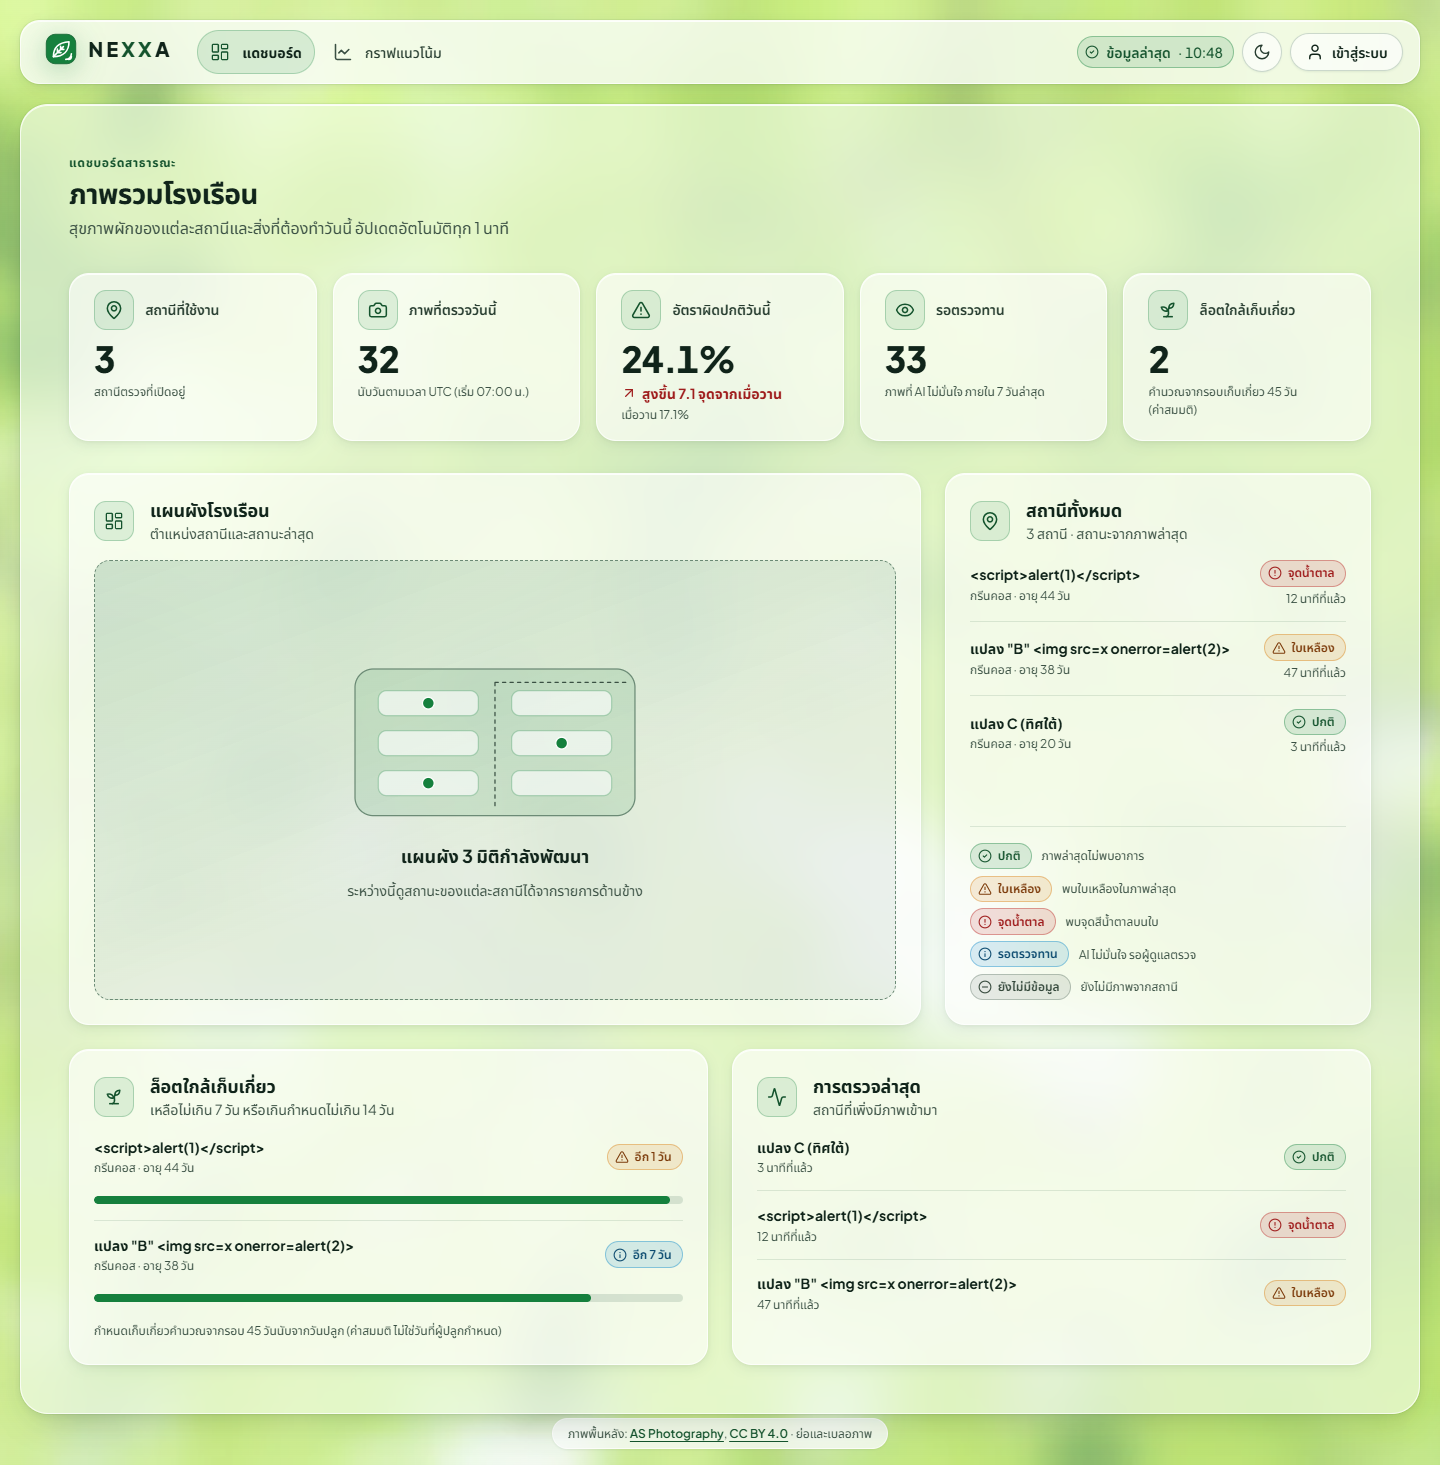 NEXXA
แดชบอร์ด
กราฟแนวโน้ม
ข้อมูลล่าสุด · 10:48
เข้าสู่ระบบ
แดชบอร์ดสาธารณะ
ภาพรวมโรงเรือน
สุขภาพผักของแต่ละสถานีและสิ่งที่ต้องทำวันนี้ อัปเดตอัตโนมัติทุก 1 นาที
สถานีที่ใช้งาน
3
สถานีตรวจที่เปิดอยู่
ภาพที่ตรวจวันนี้
32
นับวันตามเวลา UTC (เริ่ม 07:00 น.)
อัตราผิดปกติวันนี้
24.1%
สูงขึ้น 7.1 จุดจากเมื่อวาน
เมื่อวาน 17.1%
รอตรวจทาน
33
ภาพที่ AI ไม่มั่นใจ ภายใน 7 วันล่าสุด
ล็อตใกล้เก็บเกี่ยว
2
คำนวณจากรอบเก็บเกี่ยว 45 วัน
(ค่าสมมติ)
แผนผังโรงเรือน
ตำแหน่งสถานีและสถานะล่าสุด
แผนผัง 3 มิติกำลังพัฒนา
ระหว่างนี้ดูสถานะของแต่ละสถานีได้จากรายการด้านข้าง
สถานีทั้งหมด
3 สถานี · สถานะจากภาพล่าสุด
<script>alert(1)</script>
จุดน้ำตาล
กรีนคอส · อายุ 44 วัน
12 นาทีที่แล้ว
แปลง "B" <img src=x onerror=alert(2)>
ใบเหลือง
กรีนคอส · อายุ 38 วัน
47 นาทีที่แล้ว
แปลง C (ทิศใต้)
ปกติ
กรีนคอส · อายุ 20 วัน
3 นาทีที่แล้ว
ปกติ ภาพล่าสุดไม่พบอาการ
ใบเหลือง พบใบเหลืองในภาพล่าสุด
จุดน้ำตาล พบจุดสีน้ำตาลบนใบ
รอตรวจทาน AI ไม่มั่นใจ รอผู้ดูแลตรวจ
ยังไม่มีข้อมูล ยังไม่มีภาพจากสถานี
ล็อตใกล้เก็บเกี่ยว
เหลือไม่เกิน 7 วัน หรือเกินกำหนดไม่เกิน 14 วัน
<script>alert(1)</script>
กรีนคอส · อายุ 44 วัน
อีก 1 วัน
แปลง "B" <img src=x onerror=alert(2)>
กรีนคอส · อายุ 38 วัน
อีก 7 วัน
กำหนดเก็บเกี่ยวคำนวณจากรอบ 45 วันนับจากวันปลูก (ค่าสมมติ ไม่ใช่วันที่ผู้ปลูกกำหนด)
การตรวจล่าสุด
สถานีที่เพิ่งมีภาพเข้ามา
แปลง C (ทิศใต้)
3 นาทีที่แล้ว
ปกติ
<script>alert(1)</script>
12 นาทีที่แล้ว
จุดน้ำตาล
แปลง "B" <img src=x onerror=alert(2)>
47 นาทีที่แล้ว
ใบเหลือง
ภาพพื้นหลัง: AS Photography, CC BY 4.0 · ย่อและเบลอภาพ